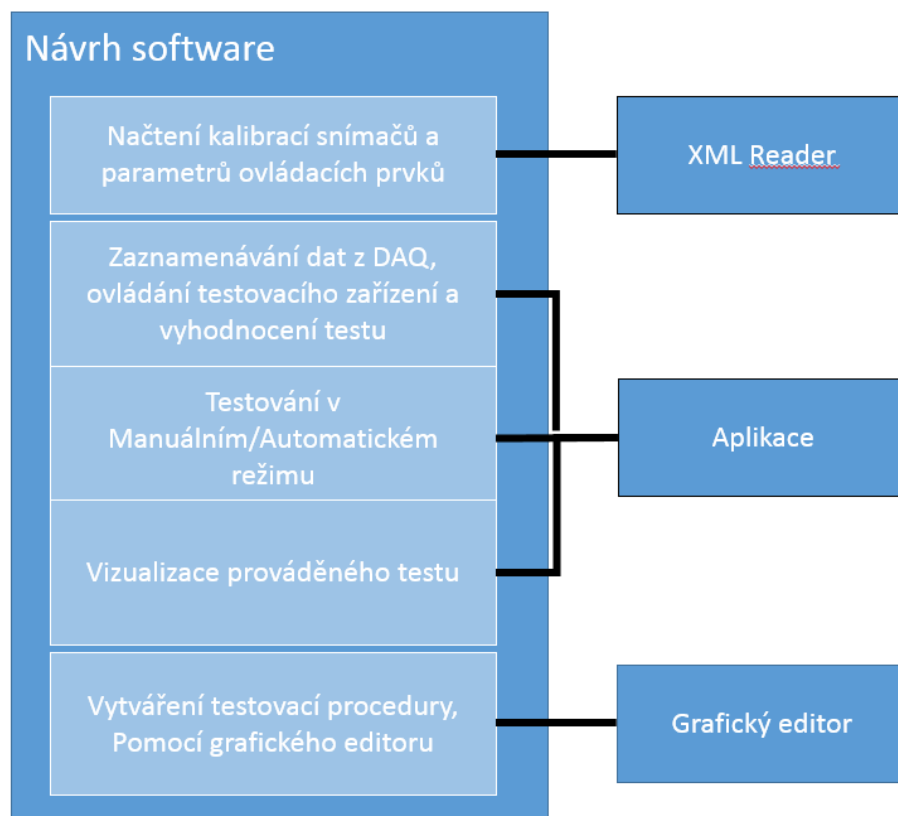 Návrh software
Načtení kalibrací snímačů a
parametrů ovládacích prvků
XML Reader
Zaznamenávání dat z DAQ,
ovládání testovacího zařízení a
vyhodnocení testu
Testování v
Manuálním/Automatickém
režimu
Aplikace
Vizualizace prováděného testu
Vytváření testovací procedury,
Pomocí grafického editoru
Grafický editor